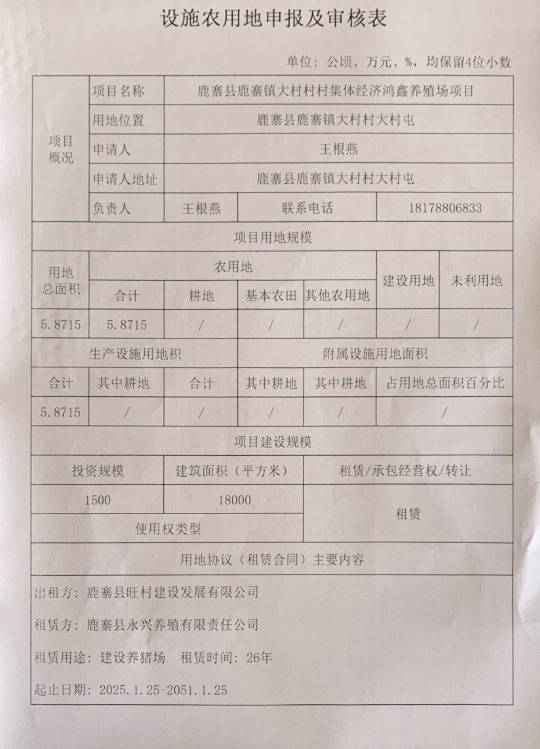 设施农用地申报及审核表
单位: 公顷、万元、%, 均保留4位小数
项目概况
项目名称 鹿寨县鹿寨镇大村村村集体经济鸿鑫养殖场项目
用地位置 鹿寨县鹿寨镇大村村大村屯
申请人 王根燕
申请人地址 鹿寨县鹿寨镇大村村大村屯
负责人 王根燕 联系电话 18178806833
项目用地规模
用地总面积 农用地 建设用地 未利用地
合计 耕地 基本农田 其他农用地
5.8715 5.8715 / / / / /
生产设施用地积 附属设施用地面积
合计 其中耕地 合计 其中耕地 其中耕地 占用地总面积百分比
5.8715 / / / / /
项目建设规模
投资规模 建筑面积（平方米） 租赁/承包经营权/转让
1500 18000 租赁
使用权类型
用地协议（租赁合同）主要内容
出租方: 鹿寨县旺村建设发展有限公司
租赁方: 鹿寨县永兴养殖有限责任公司
租赁用途: 建设养猪场 租赁时间: 26年
起止日期: 2025.1.25-2051.1.25